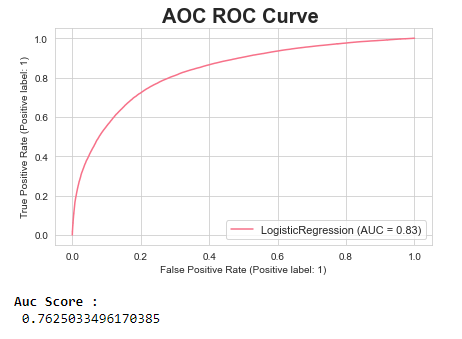 AOC ROC Curve
1.0
0.8
0.6
0.4
0.2
0.0
True Positive Rate (Positive label: 1)
LogisticRegression (AUC = 0.83)
0.0 0.2 0.4 0.6 0.8 1.0
False Positive Rate (Positive label: 1)
Auc Score :
0.7625033496170385